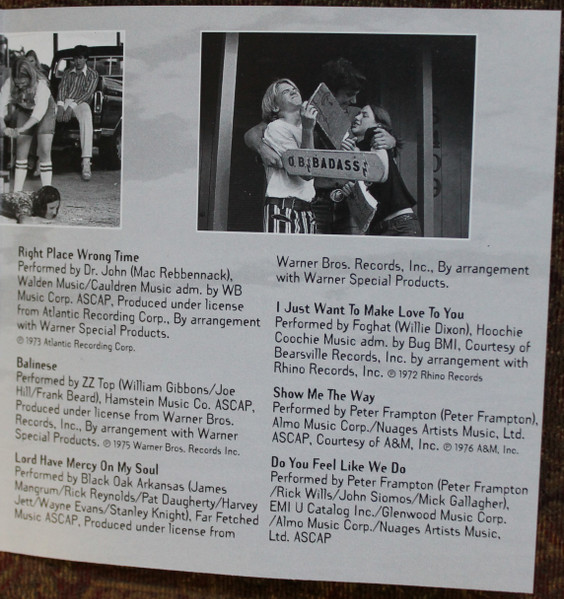 O.B. BADASS
Right Place Wrong Time
Performed by Dr. John (Mac Rebbennack),
Walden Music/Cauldren Music adm. by WB
Music Corp. ASCAP, Produced under license
from Atlantic Recording Corp., By arrangement
with Warner Special Products.
℗ 1973 Atlantic Recording Corp.
Balinese
Performed by ZZ Top (William Gibbons/Joe
Hill/Frank Beard), Hamstein Music Co. ASCAP,
Produced under license from Warner Bros.
Records, Inc., By arrangement with Warner
Special Products. ℗ 1975 Warner Bros. Records Inc.
Lord Have Mercy On My Soul
Performed by Black Oak Arkansas (James
Mangrum/Rick Reynolds/Pat Daugherty/Harvey
Jett/Wayne Evans/Stanley Knight), Far Fetched
Music ASCAP, Produced under license from
Warner Bros. Records, Inc., By arrangement
with Warner Special Products.
I Just Want To Make Love To You
Performed by Foghat (Willie Dixon), Hoochie
Coochie Music adm. by Bug BMI, Courtesy of
Bearsville Records, Inc. by arrangement with
Rhino Records, Inc. ℗ 1972 Rhino Records
Show Me The Way
Performed by Peter Frampton (Peter Frampton),
Almo Music Corp./Nuages Artists Music, Ltd.
ASCAP, Courtesy of A&M, Inc. ℗ 1976 A&M, Inc.
Do You Feel Like We Do
Performed by Peter Frampton (Peter Frampton
/Rick Wills/John Siomos/Mick Gallagher),
EMI U Catalog Inc./Glenwood Music Corp.
/Almo Music Corp./Nuages Artists Music,
Ltd. ASCAP